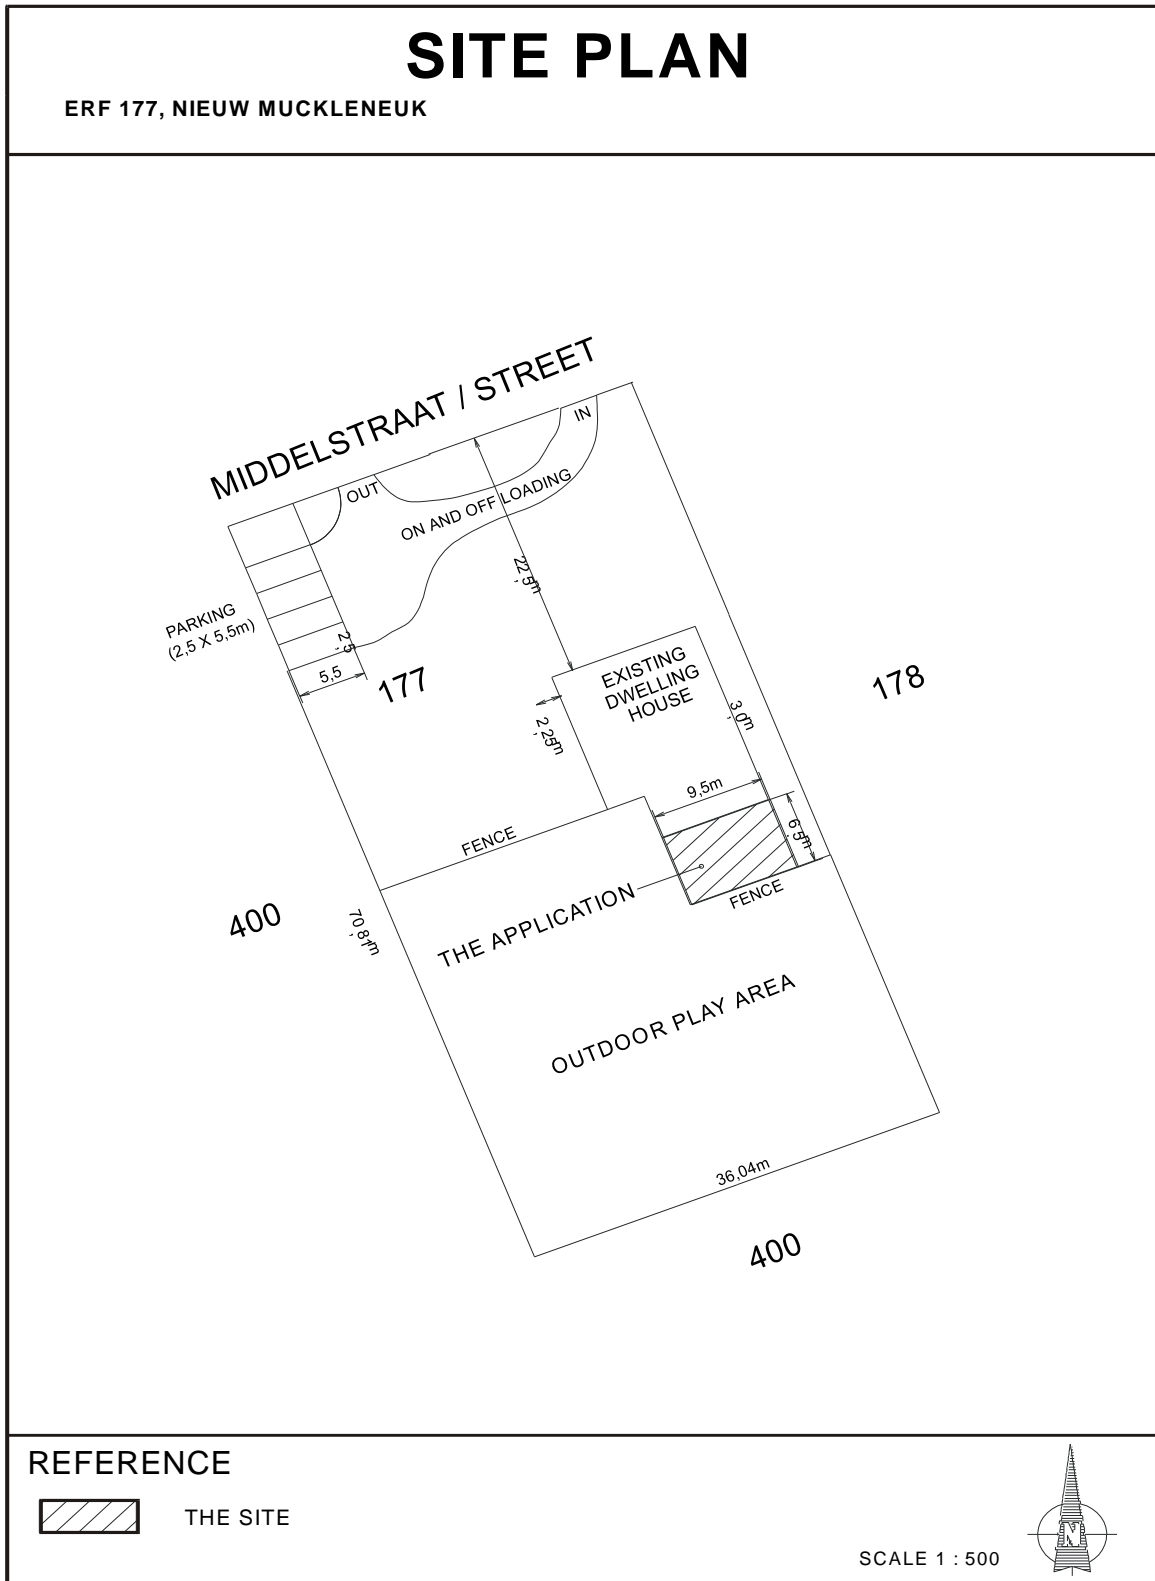 SITE PLAN
ERF 177, NIEUW MUCKLENEUK
MIDDELSTRAAT / STREET
IN
OUT
ON AND OFF LOADING
22,5m
PARKING
(2,5 X 5,5m)
2,5
5,5
177
EXISTING
DWELLING
HOUSE
178
3,0m
2,25m
9,5m
6,5m
FENCE
FENCE
THE APPLICATION
400
70,81m
OUTDOOR PLAY AREA
36,04m
400
REFERENCE
THE SITE
N
SCALE 1 : 500